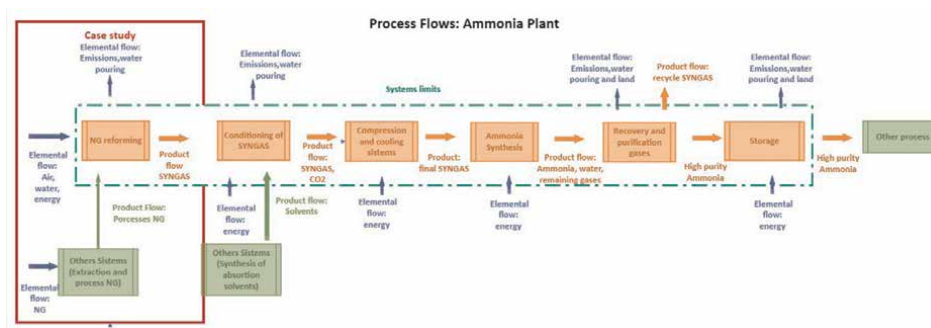 Process Flows: Ammonia Plant
Case study
Elemental flow:
Emissions,water
pouring
Elemental flow:
Emissions,water
pouring
Elemental flow:
Emissions,water
pouring and land
Product flow:
recycle SYNGAS
Elemental flow:
Emissions,water
pouring and land
Systems limits
NG reforming
Conditioning of
SYNGAS
Compression
and cooling
sistems
Ammonia
Synthesis
Recovery and
purification
gases
Storage
Other process
Elemental
flow:
Air,
water,
energy
Product
flow
SYNGAS
Product
flow:
SYNGAS,
CO2
Product:
final SYNGAS
Product flow:
Ammonia, water,
remaining gases
High purity
Ammonia
High purity
Ammonia
Product Flow:
Porcesses NG
Elemental
flow:
energy
Product flow:
Solvents
Elemental
flow:
energy
Elemental
flow:
energy
Elemental
flow:
energy
Others Sistems
(Extraction and
process NG)
Others Sistems
(Synthesis of
absortion
solvents)
Elemental
flow:
NG